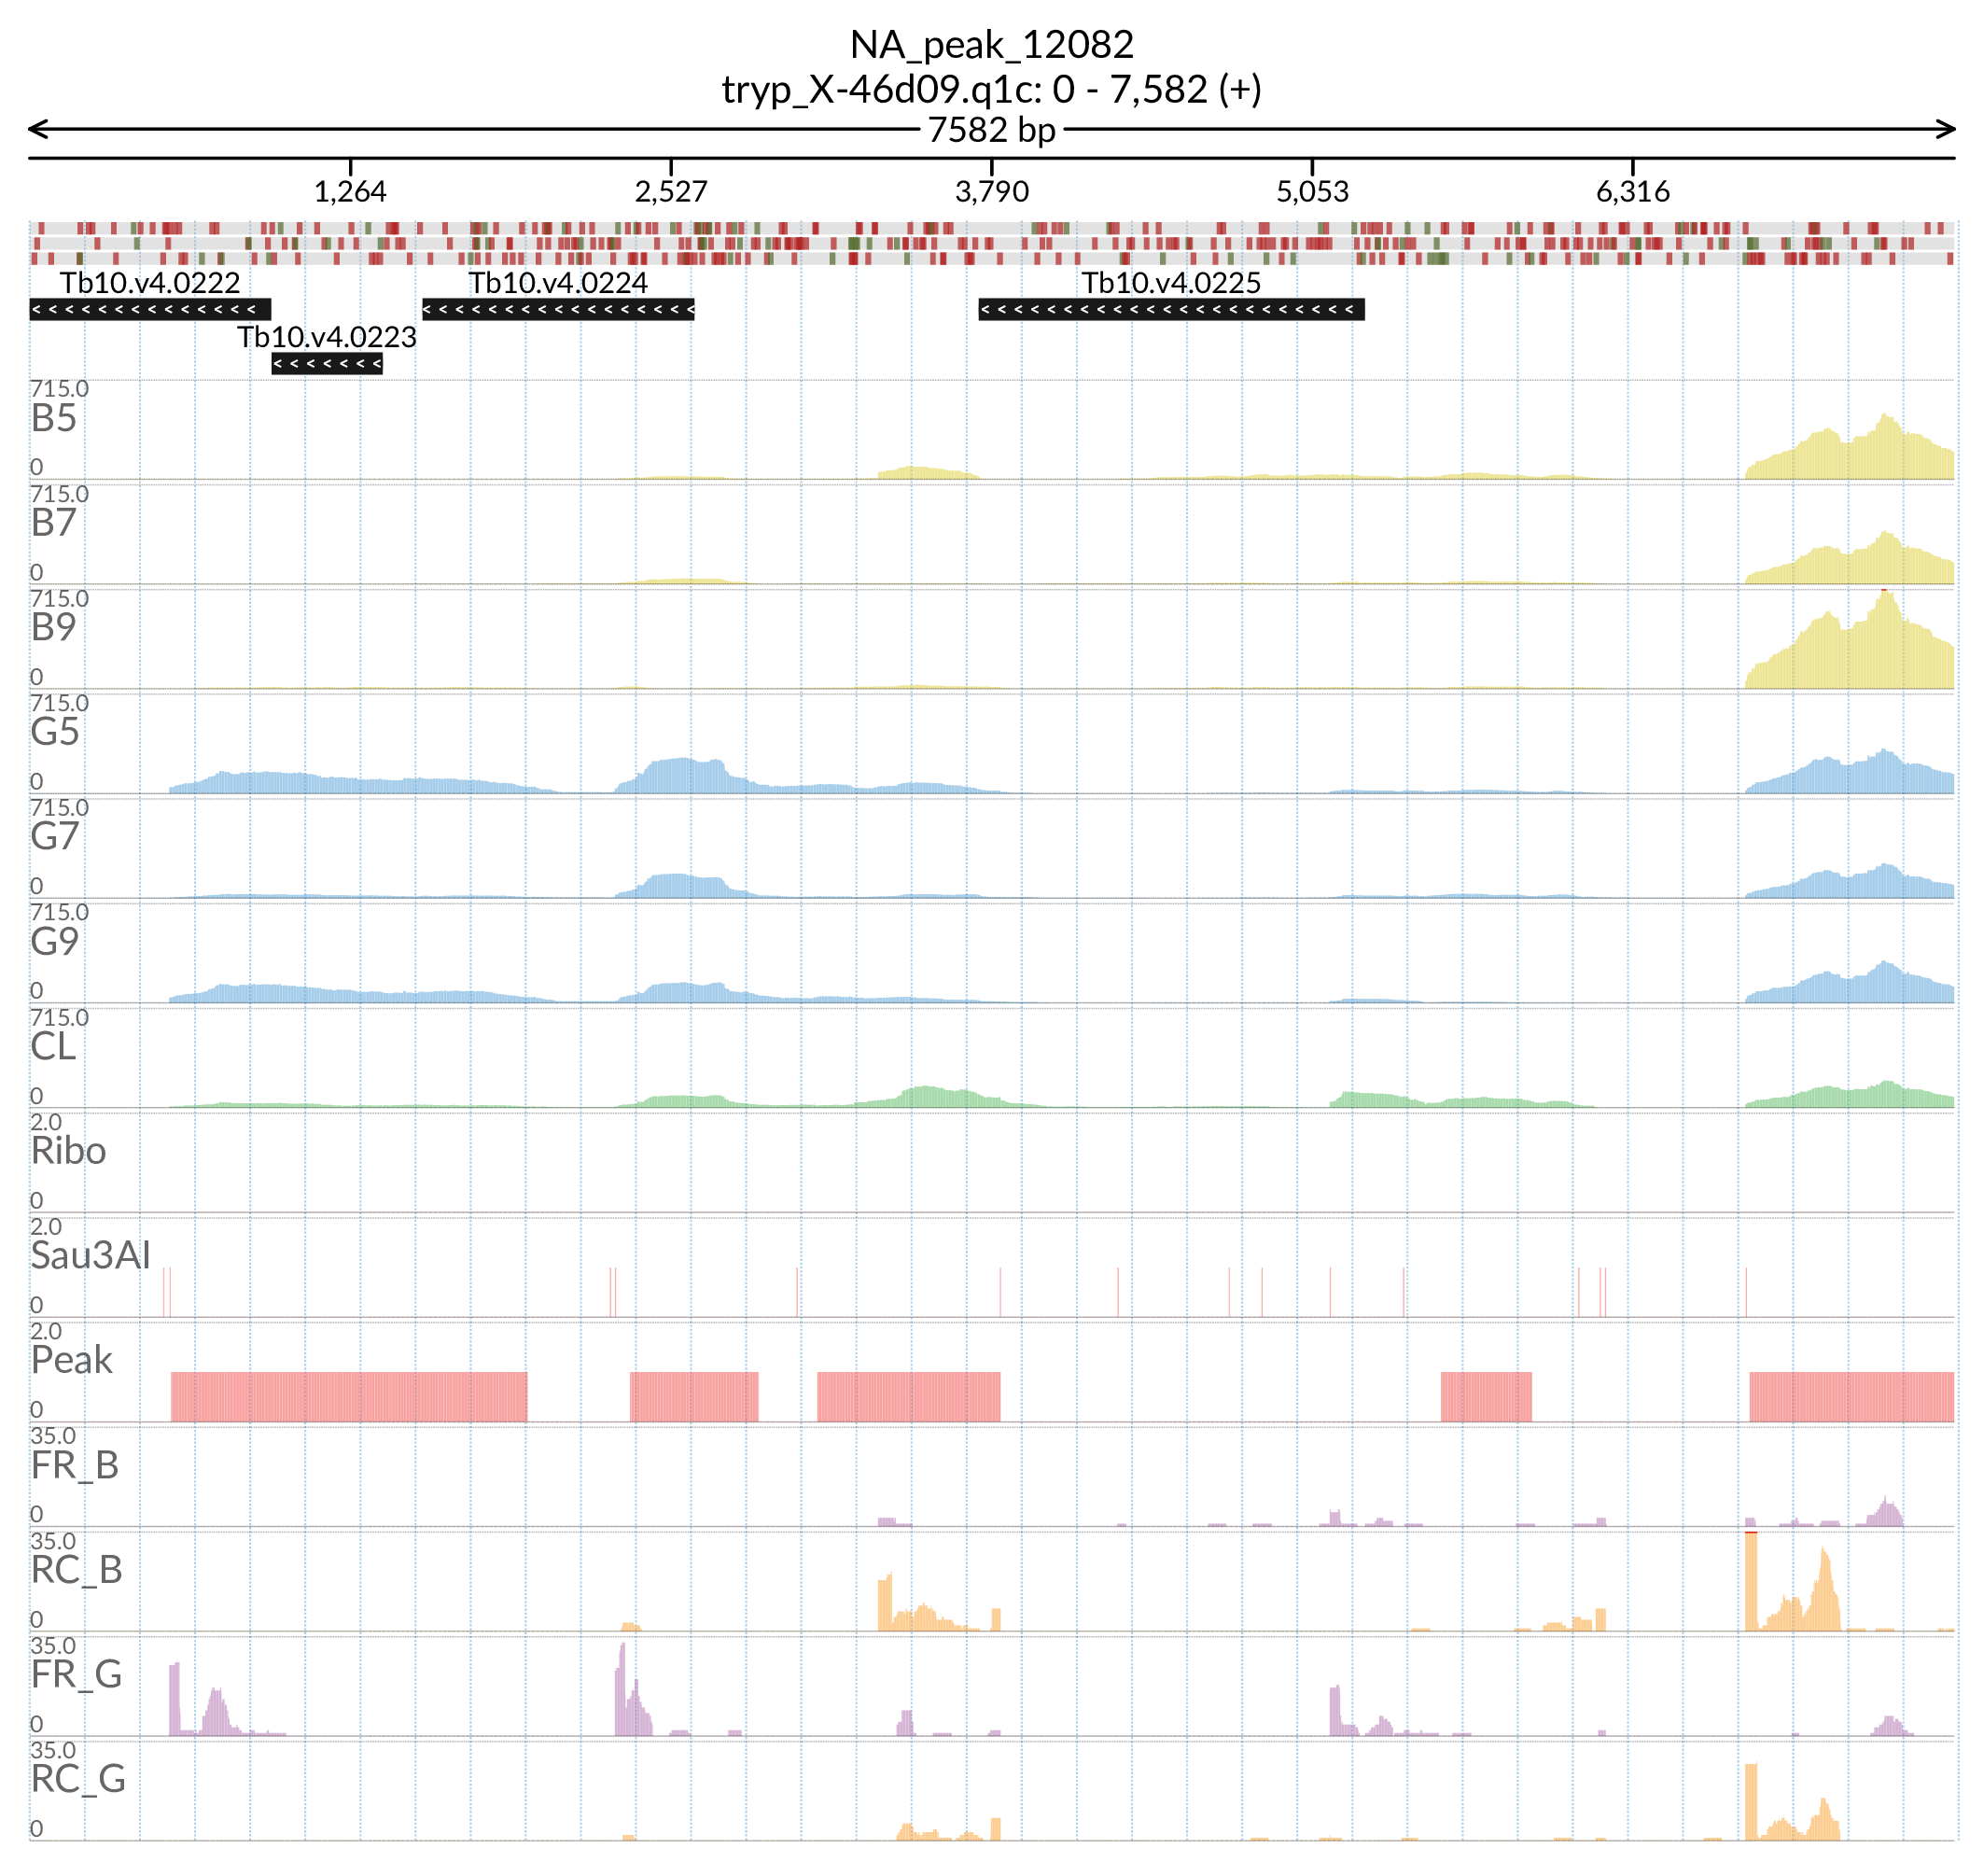 NA_peak_12082
tryp_X-46d09.q1c: 0 - 7,582 (+)
7582 bp
1,264 2,527 3,790 5,053 6,316
Tb10.v4.0222 Tb10.v4.0224 Tb10.v4.0225
Tb10.v4.0223
715.0
B5
0
715.0
B7
0
715.0
B9
0
715.0
G5
0
715.0
G7
0
715.0
G9
0
715.0
CL
0
2.0
Ribo
0
2.0
Sau3AI
0
2.0
Peak
0
35.0
FR_B
0
35.0
RC_B
0
35.0
FR_G
0
35.0
RC_G
0